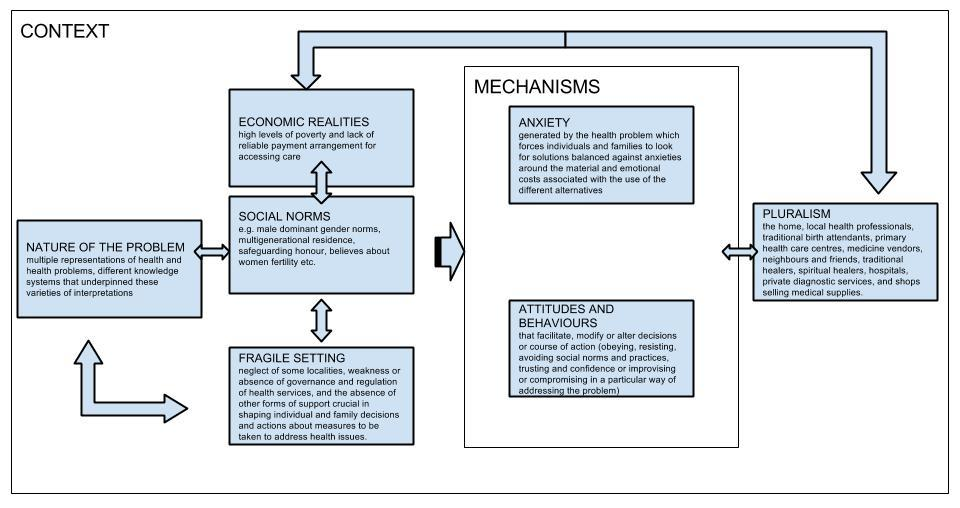 CONTEXT
ECONOMIC REALITIES
high levels of poverty and lack of
reliable payment arrangement for
accessing care
SOCIAL NORMS
e.g. male dominant gender norms,
multigenerational residence,
safeguarding honour, believes about
women fertility etc.
NATURE OF THE PROBLEM
multiple representations of health and
health problems, different knowledge
systems that underpinned these
varieties of interpretations
FRAGILE SETTING
neglect of some localities, weakness or
absence of governance and regulation
of health services, and the absence of
other forms of support crucial in
shaping individual and family decisions
and actions about measures to be
taken to address health issues.
MECHANISMS
ANXIETY
generated by the health problem which
forces individuals and families to look
for solutions balanced against anxieties
around the material and emotional
costs associated with the use of the
different alternatives
ATTITUDES AND
BEHAVIOURS
that facilitate, modify or alter decisions
or course of action (obeying, resisting,
avoiding social norms and practices,
trusting and confidence or improvising
or compromising in a particular way of
addressing the problem)
PLURALISM
the home, local health professionals,
traditional birth attendants, primary
health care centres, medicine vendors,
neighbours and friends, traditional
healers, spiritual healers, hospitals,
private diagnostic services, and shops
selling medical supplies.